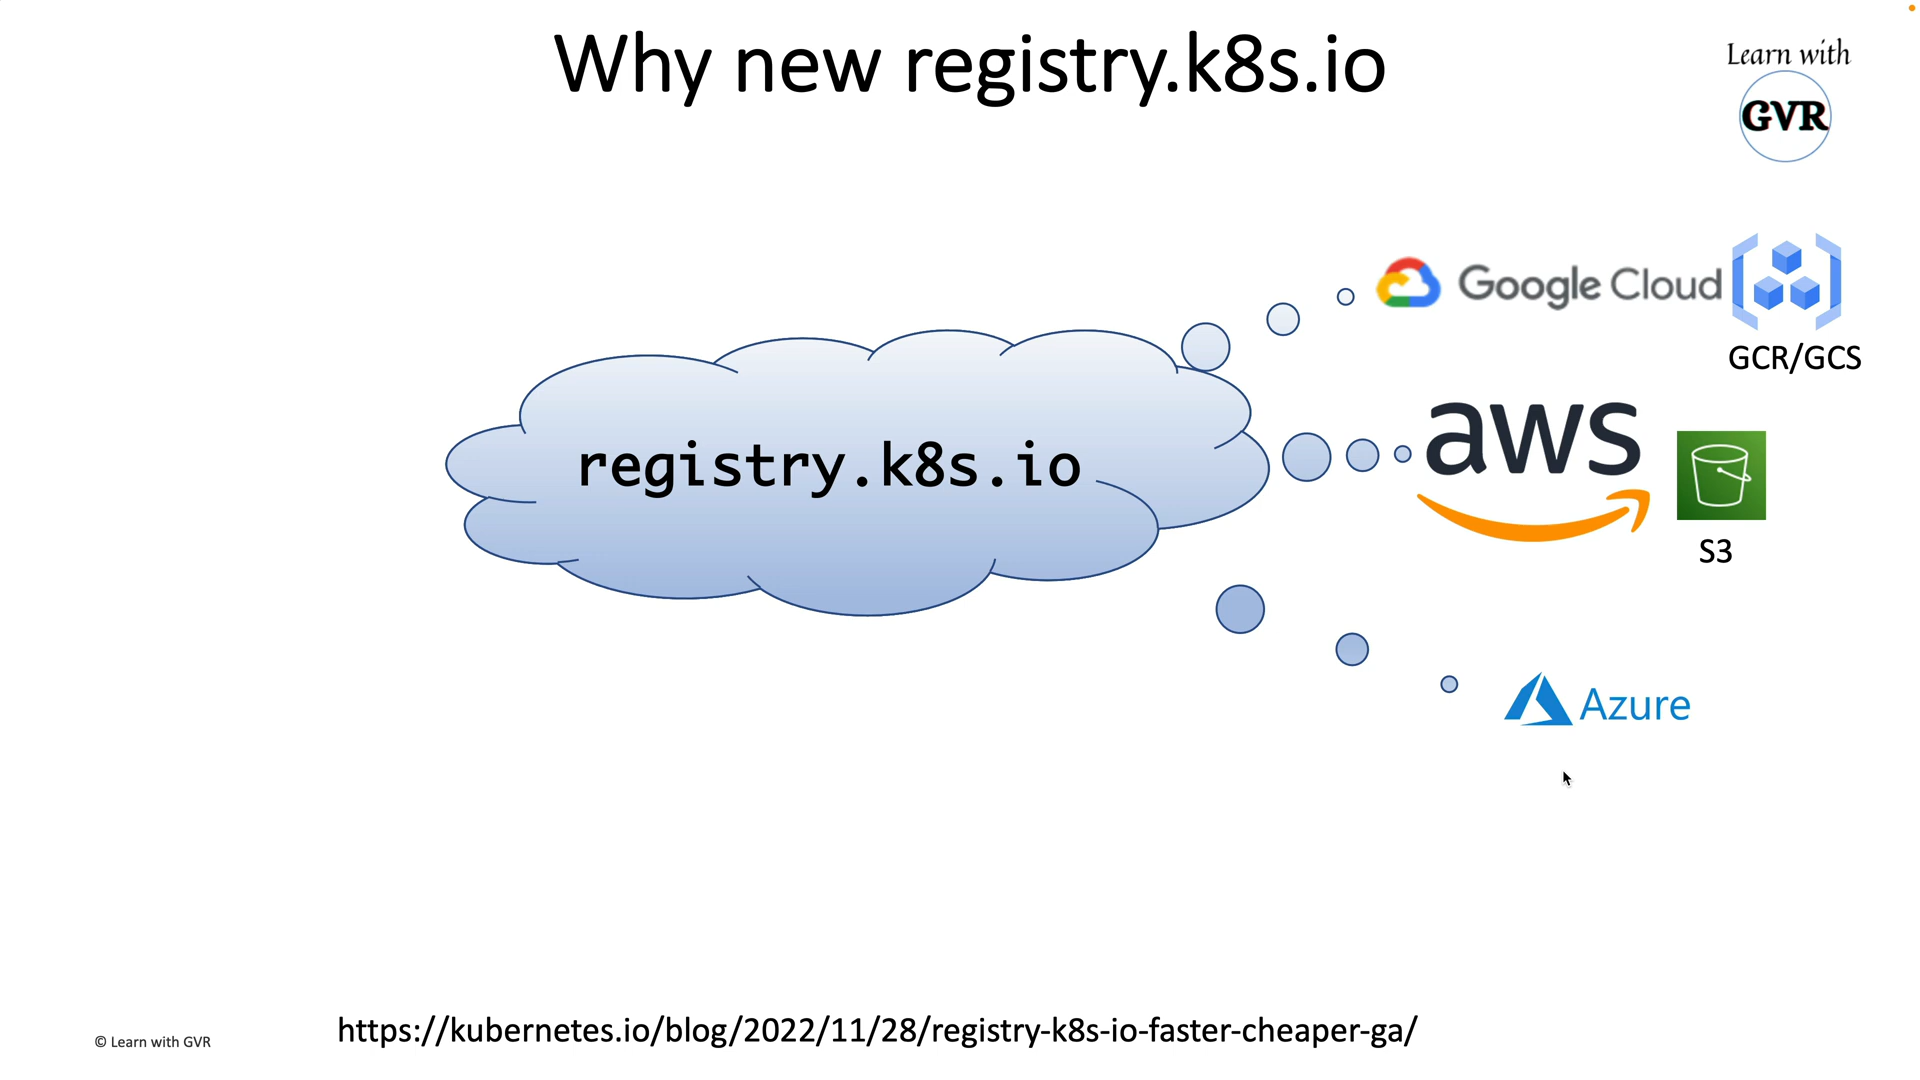 Why new registry.k8s.io
Learn with
GVR
Google Cloud
GCR/GCS
registry.k8s.io
aws
S3
Azure
© Learn with GVR
https://kubernetes.io/blog/2022/11/28/registry-k8s-io-faster-cheaper-ga/